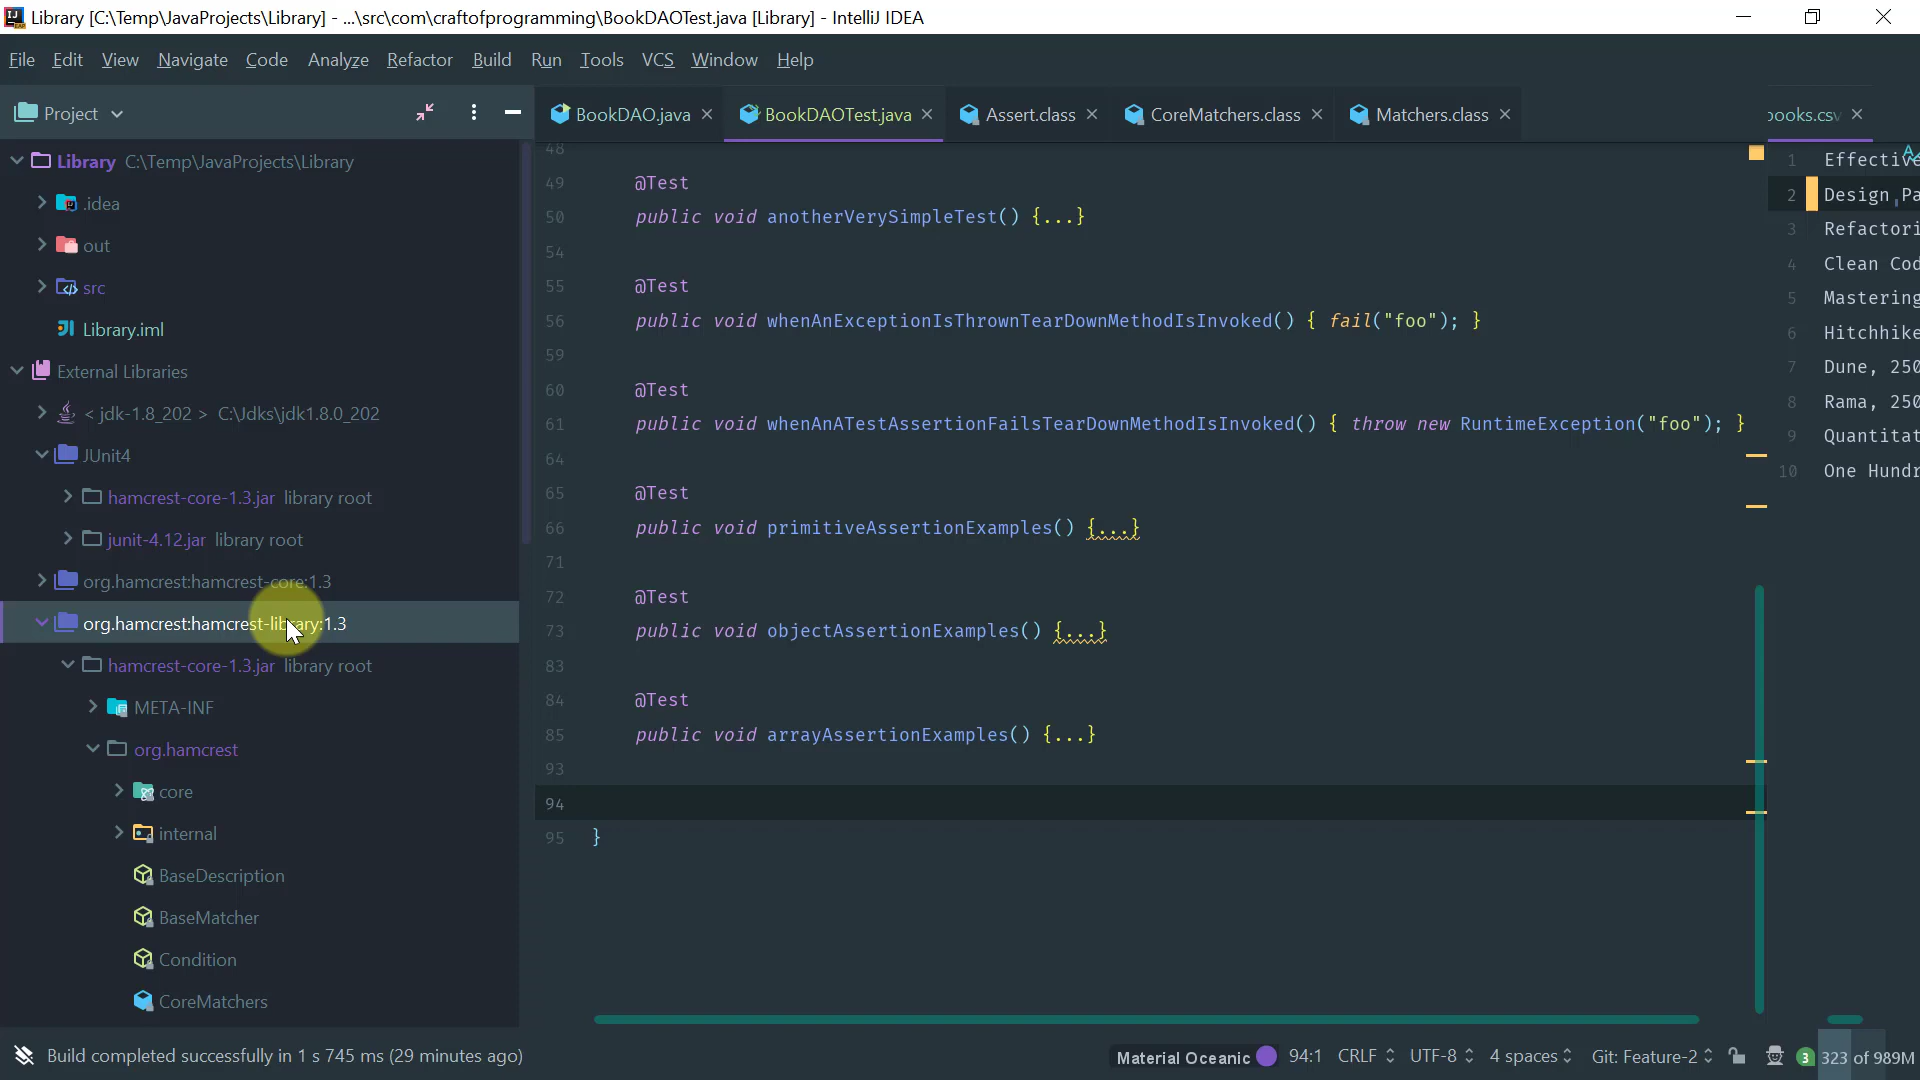 Library [C:\Temp\JavaProjects\Library] - ...\src\com\craftofprogramming\BookDAOTest.java [Library] - IntelliJ IDEA
File Edit View Navigate Code Analyze Refactor Build Run Tools VCS Window Help
Project
BookDAO.java
BookDAOTest.java
Assert.class
CoreMatchers.class
Matchers.class
books.csv
Library C:\Temp\JavaProjects\Library
.idea
out
src
Library.iml
External Libraries
< jdk-1.8_202 > C:\Jdks\jdk1.8.0_202
JUnit4
hamcrest-core-1.3.jar library root
junit-4.12.jar library root
org.hamcrest:hamcrest-core:1.3
org.hamcrest:hamcrest-library:1.3
hamcrest-core-1.3.jar library root
META-INF
org.hamcrest
core
internal
BaseDescription
BaseMatcher
Condition
CoreMatchers
48
49 @Test
50 public void anotherVerySimpleTest() {...}
54
55 @Test
56 public void whenAnExceptionIsThrownTearDownMethodIsInvoked() { fail("foo"); }
59
60 @Test
61 public void whenAnATestAssertionFailsTearDownMethodIsInvoked() { throw new RuntimeException("foo"); }
64
65 @Test
66 public void primitiveAssertionExamples() {...}
71
72 @Test
73 public void objectAssertionExamples() {...}
83
84 @Test
85 public void arrayAssertionExamples() {...}
93
94
95 }
1 Effective
2 Design Pa
3 Refactori
4 Clean Cod
5 Mastering
6 Hitchhike
7 Dune, 250
8 Rama, 250
9 Quantitat
10 One Hundr
Build completed successfully in 1 s 745 ms (29 minutes ago)
Material Oceanic 94:1 CRLF UTF-8 4 spaces Git: Feature-2 3 323 of 989M